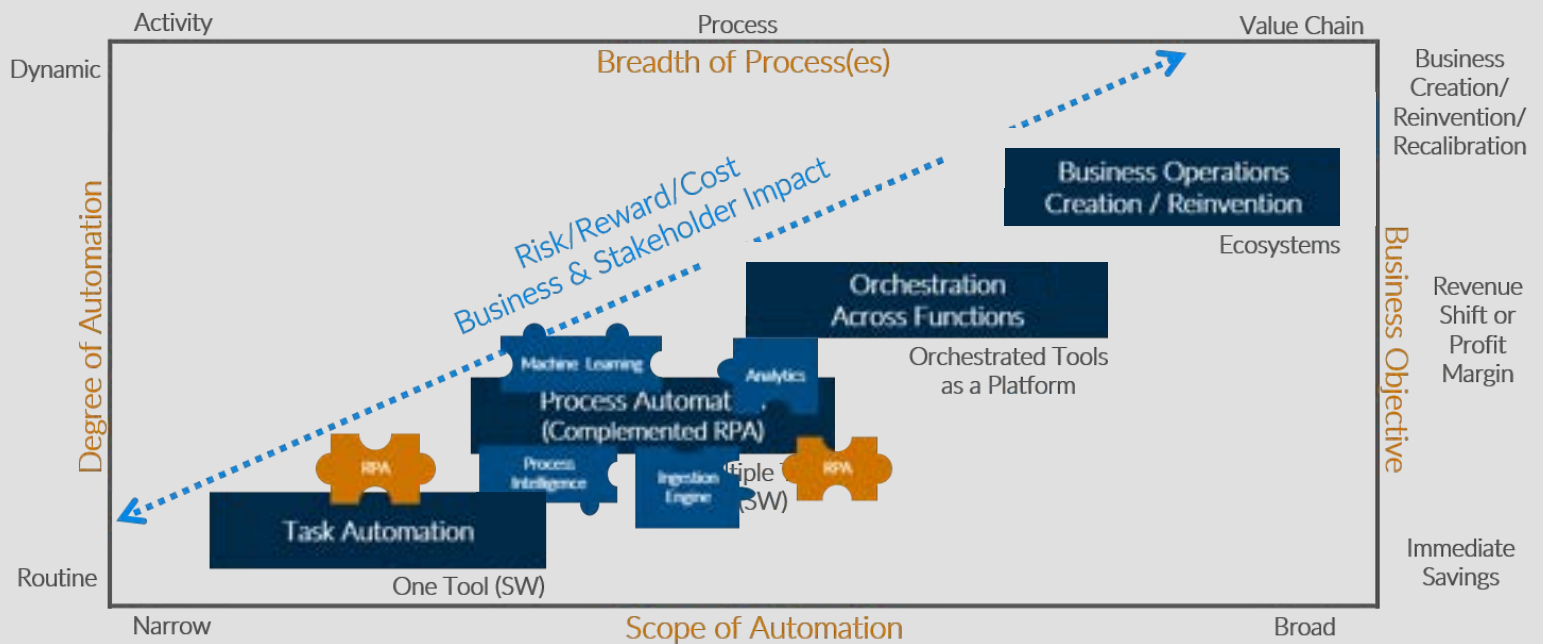 Activity
Process
Value Chain
Dynamic
Breadth of Process(es)
Business
Creation/
Reinvention/
Recalibration
Risk/Reward/Cost
Business & Stakeholder Impact
Business Operations
Creation / Reinvention
Ecosystems
Degree of Automation
Business Objective
Orchestration
Across Functions
Orchestrated Tools
as a Platform
Revenue
Shift or
Profit
Margin
Machine Learning
Analytics
Process Automat
(Complemented RPA)
RPA
Process
Intelligence
Ingestion
Engine
tiple T
(SW)
RPA
Task Automation
One Tool (SW)
Immediate
Savings
Routine
Narrow
Scope of Automation
Broad